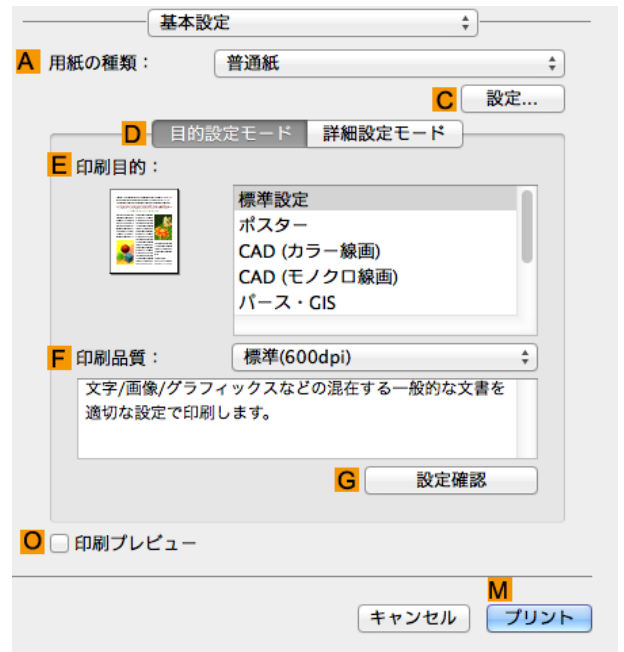 基本設定
A 用紙の種類： 普通紙
C 設定...
D 目的設定モード 詳細設定モード
E 印刷目的：
標準設定
ポスター
CAD (カラー線画)
CAD (モノクロ線画)
パース・GIS
F 印刷品質： 標準(600dpi)
文字/画像/グラフィックスなどの混在する一般的な文書を
適切な設定で印刷します。
G 設定確認
O 印刷プレビュー
M
キャンセル プリント